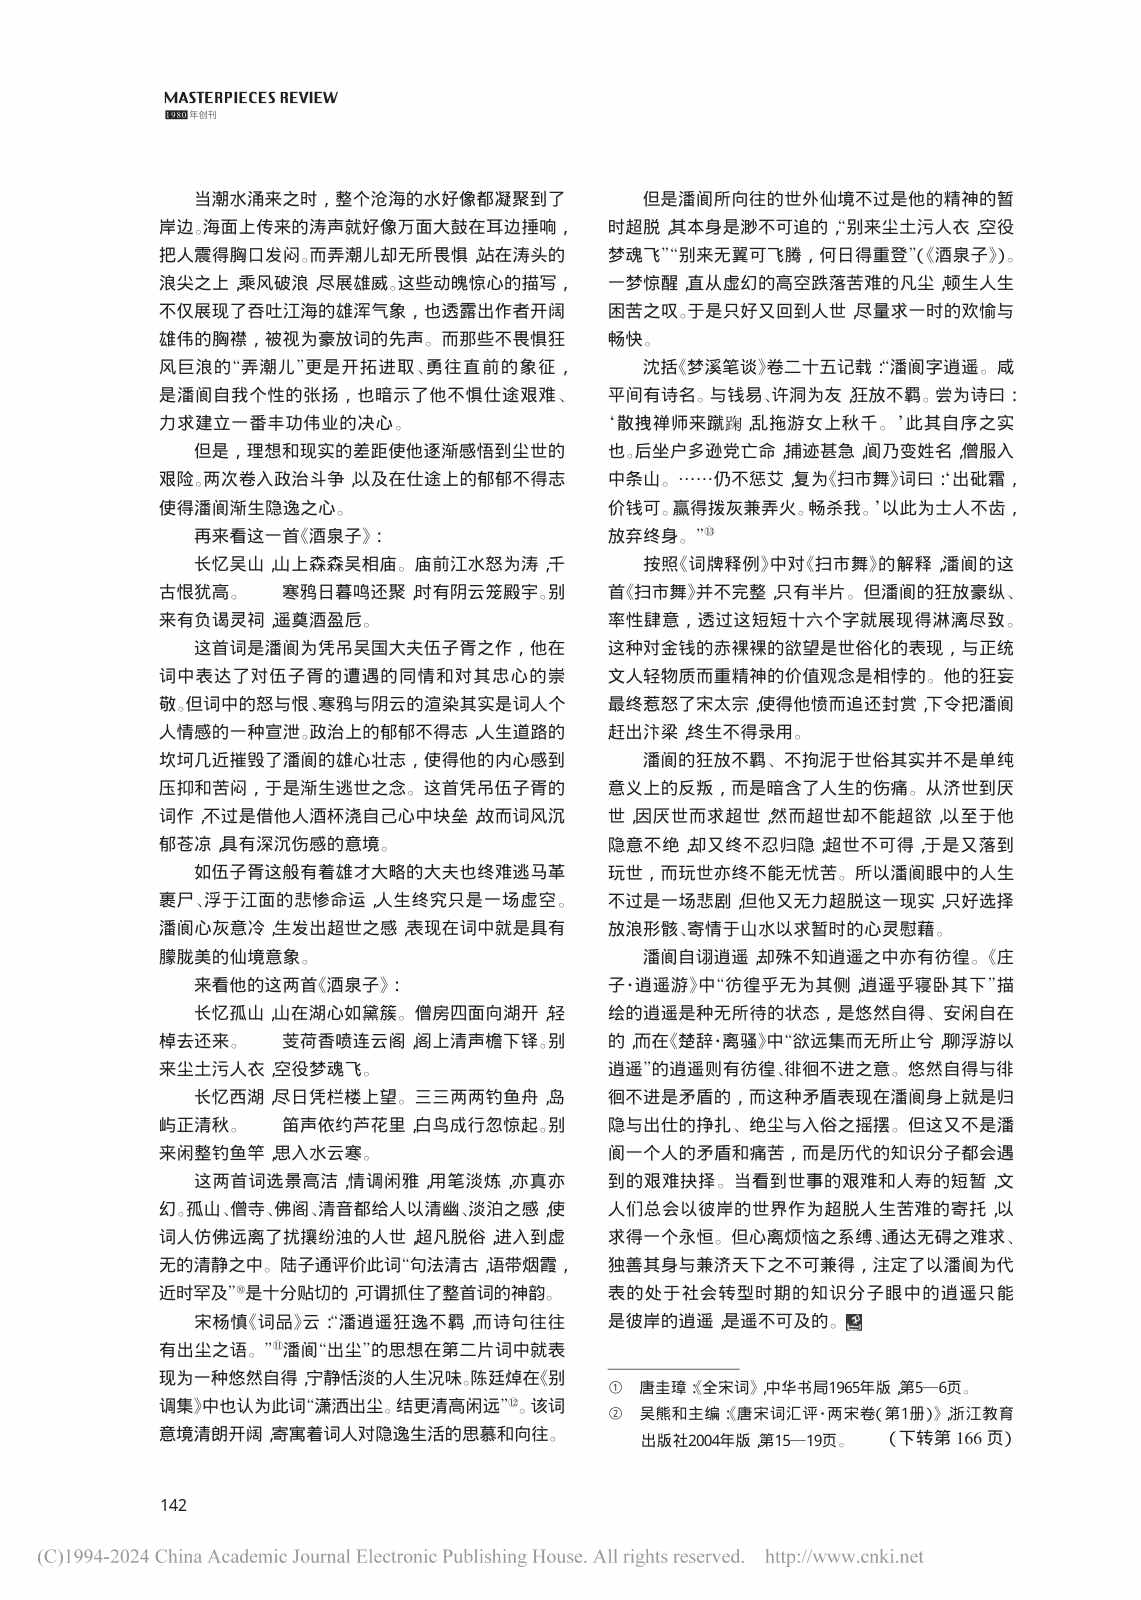 MASTERPIECES REVIEW
1980年创刊
当潮水涌来之时，整个沧海的水好像都凝聚到了
岸边。海面上传来的涛声就好像万面大鼓在耳边捶响，
把人震得胸口发闷。而弄潮儿却无所畏惧，站在涛头的
浪尖之上，乘风破浪，尽展雄威。这些动魄惊心的描写，
不仅展现了吞吐江海的雄浑气象，也透露出作者开阔
雄伟的胸襟，被视为豪放词的先声。而那些不畏惧狂
风巨浪的“弄潮儿”更是开拓进取、勇往直前的象征，
是潘阆自我个性的张扬，也暗示了他不惧仕途艰难、
力求建立一番丰功伟业的决心。
但是，理想和现实的差距使他逐渐感悟到尘世的
艰险。两次卷入政治斗争，以及在仕途上的郁郁不得志
使得潘阆渐生隐逸之心。
再来看这一首《酒泉子》：
长忆吴山，山上森森吴相庙。庙前江水怒为涛，千
古恨犹高。　　寒鸦日暮鸣还聚，时有阴云笼殿宇。别
来有负谒灵祠，遥奠酒盈卮。
这首词是潘阆为凭吊吴国大夫伍子胥之作，他在
词中表达了对伍子胥的遭遇的同情和对其忠心的崇
敬。但词中的怒与恨、寒鸦与阴云的渲染其实是词人个
人情感的一种宣泄。政治上的郁郁不得志，人生道路的
坎坷几近摧毁了潘阆的雄心壮志，使得他的内心感到
压抑和苦闷，于是渐生逃世之念。这首凭吊伍子胥的
词作，不过是借他人酒杯浇自己心中块垒，故而词风沉
郁苍凉，具有深沉伤感的意境。
如伍子胥这般有着雄才大略的大夫也终难逃马革
裹尸、浮于江面的悲惨命运，人生终究只是一场虚空。
潘阆心灰意冷，生发出超世之感，表现在词中就是具有
朦胧美的仙境意象。
来看他的这两首《酒泉子》：
长忆孤山，山在湖心如黛簇。僧房四面向湖开，轻
棹去还来。　　芰荷香喷连云阁，阁上清声檐下铎。别
来尘土污人衣，空役梦魂飞。
长忆西湖，尽日凭栏楼上望。三三两两钓鱼舟，岛
屿正清秋。　　笛声依约芦花里，白鸟成行忽惊起。别
来闲整钓鱼竿，思入水云寒。
这两首词选景高洁，情调闲雅，用笔淡炼，亦真亦
幻。孤山、僧寺、佛阁、清音都给人以清幽、淡泊之感，使
词人仿佛远离了扰攘纷浊的人世，超凡脱俗，进入到虚
无的清静之中。陆子通评价此词“句法清古，语带烟霞，
近时罕及”⑩是十分贴切的，可谓抓住了整首词的神韵。
宋杨慎《词品》云：“潘逍遥狂逸不羁，而诗句往往
有出尘之语。”⑪潘阆“出尘”的思想在第二片词中就表
现为一种悠然自得，宁静恬淡的人生况味。陈廷焯在《别
调集》中也认为此词“潇洒出尘。结更清高闲远”⑫。该词
意境清朗开阔，寄寓着词人对隐逸生活的思慕和向往。
但是潘阆所向往的世外仙境不过是他的精神的暂
时超脱，其本身是渺不可追的，“别来尘土污人衣，空役
梦魂飞”“别来无翼可飞腾，何日得重登”（《酒泉子》）。
一梦惊醒，直从虚幻的高空跌落苦难的凡尘，顿生人生
困苦之叹。于是只好又回到人世，尽量求一时的欢愉与
畅快。
沈括《梦溪笔谈》卷二十五记载：“潘阆字逍遥。咸
平间有诗名。与钱易、许洞为友，狂放不羁。尝为诗曰：
‘散拽禅师来蹴踘，乱拖游女上秋千。’此其自序之实
也。后坐卢多逊党亡命，捕迹甚急，阆乃变姓名，僧服入
中条山。……仍不惩艾，复为《扫市舞》词曰：‘出砒霜，
价钱可。赢得拨灰兼弄火。畅杀我。’以此为士人不齿，
放弃终身。”⑬
按照《词牌释例》中对《扫市舞》的解释，潘阆的这
首《扫市舞》并不完整，只有半片。但潘阆的狂放豪纵、
率性肆意，透过这短短十六个字就展现得淋漓尽致。
这种对金钱的赤裸裸的欲望是世俗化的表现，与正统
文人轻物质而重精神的价值观念是相悖的。他的狂妄
最终惹怒了宋太宗，使得他愤而追还封赏，下令把潘阆
赶出汴梁，终生不得录用。
潘阆的狂放不羁、不拘泥于世俗其实并不是单纯
意义上的反叛，而是暗含了人生的伤痛。从济世到厌
世，因厌世而求超世，然而超世却不能超欲，以至于他
隐意不绝，却又终不忍归隐；超世不可得，于是又落到
玩世，而玩世亦终不能无忧苦。所以潘阆眼中的人生
不过是一场悲剧，但他又无力超脱这一现实，只好选择
放浪形骸、寄情于山水以求暂时的心灵慰藉。
潘阆自诩逍遥，却殊不知逍遥之中亦有彷徨。《庄
子·逍遥游》中“彷徨乎无为其侧，逍遥乎寝卧其下”描
绘的逍遥是种无所待的状态，是悠然自得、安闲自在
的，而在《楚辞·离骚》中“欲远集而无所止兮，聊浮游以
逍遥”的逍遥则有彷徨、徘徊不进之意。悠然自得与徘
徊不进是矛盾的，而这种矛盾表现在潘阆身上就是归
隐与出仕的挣扎、绝尘与入俗之摇摆。但这又不是潘
阆一个人的矛盾和痛苦，而是历代的知识分子都会遇
到的艰难抉择。当看到世事的艰难和人寿的短暂，文
人们总会以彼岸的世界作为超脱人生苦难的寄托，以
求得一个永恒。但心离烦恼之系缚、通达无碍之难求、
独善其身与兼济天下之不可兼得，注定了以潘阆为代
表的处于社会转型时期的知识分子眼中的逍遥只能
是彼岸的逍遥，是遥不可及的。
① 唐圭璋：《全宋词》，中华书局1965年版，第5—6页。
② 吴熊和主编：《唐宋词汇评·两宋卷（第1册）》，浙江教育
出版社2004年版，第15—19页。　（下转第 166 页）
142
(C)1994-2024 China Academic Journal Electronic Publishing House. All rights reserved. http://www.cnki.net